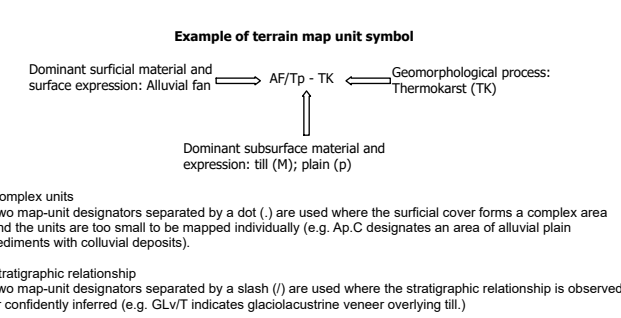 Example of terrain map unit symbol
Dominant surficial material and
surface expression: Alluvial fan
AF/Tp - TK
Geomorphological process:
Thermokarst (TK)
Dominant subsurface material and
expression: till (M); plain (p)
omplex units
wo map-unit designators separated by a dot (.) are used where the surficial cover forms a complex area
nd the units are too small to be mapped individually (e.g. Ap.C designates an area of alluvial plain
ediments with colluvial deposits).
tratigraphic relationship
wo map-unit designators separated by a slash (/) are used where the stratigraphic relationship is observed
r confidently inferred (e.g. GLv/T indicates glaciolacustrine veneer overlying till.)